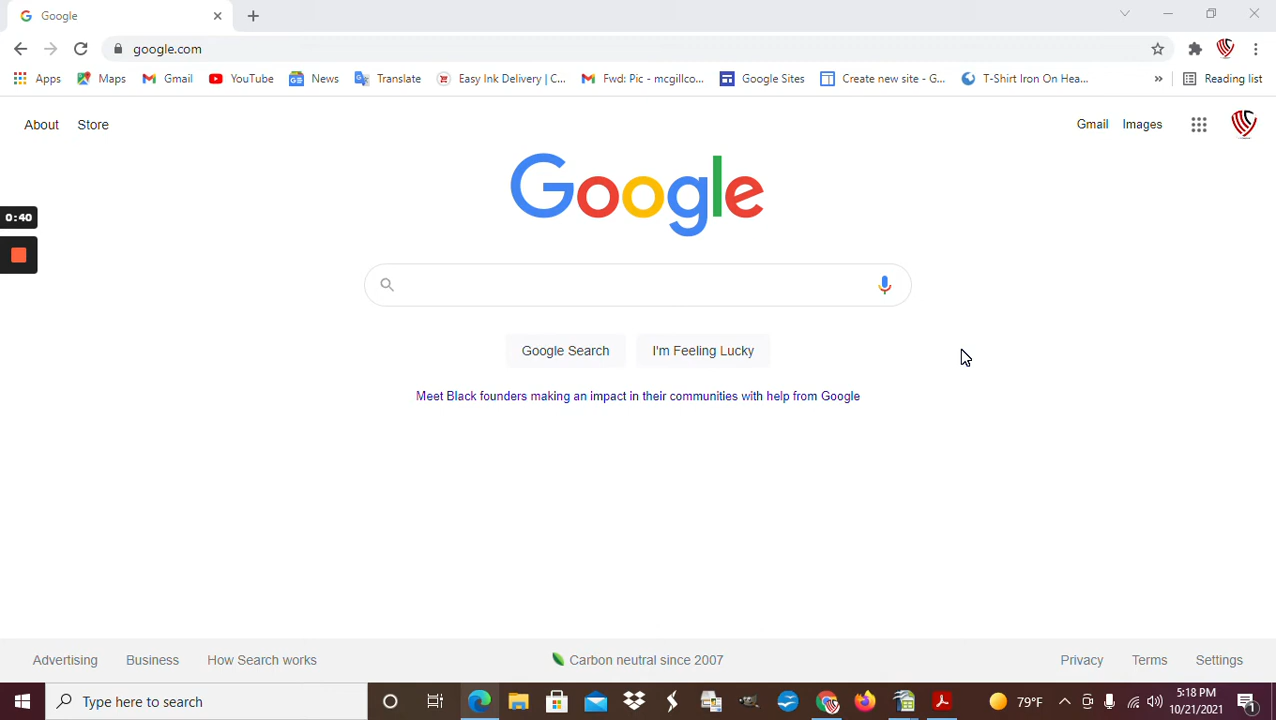 Google
google.com
Apps Maps Gmail YouTube News Translate Easy Ink Delivery | C... Fwd: Pic - mcgillco... Google Sites Create new site - G... T-Shirt Iron On Hea... » Reading list
About Store Gmail Images
Google
0:40
Google Search I'm Feeling Lucky
Meet Black founders making an impact in their communities with help from Google
Advertising Business How Search works Carbon neutral since 2007 Privacy Terms Settings
Type here to search 79°F 5:18 PM
10/21/2021 1